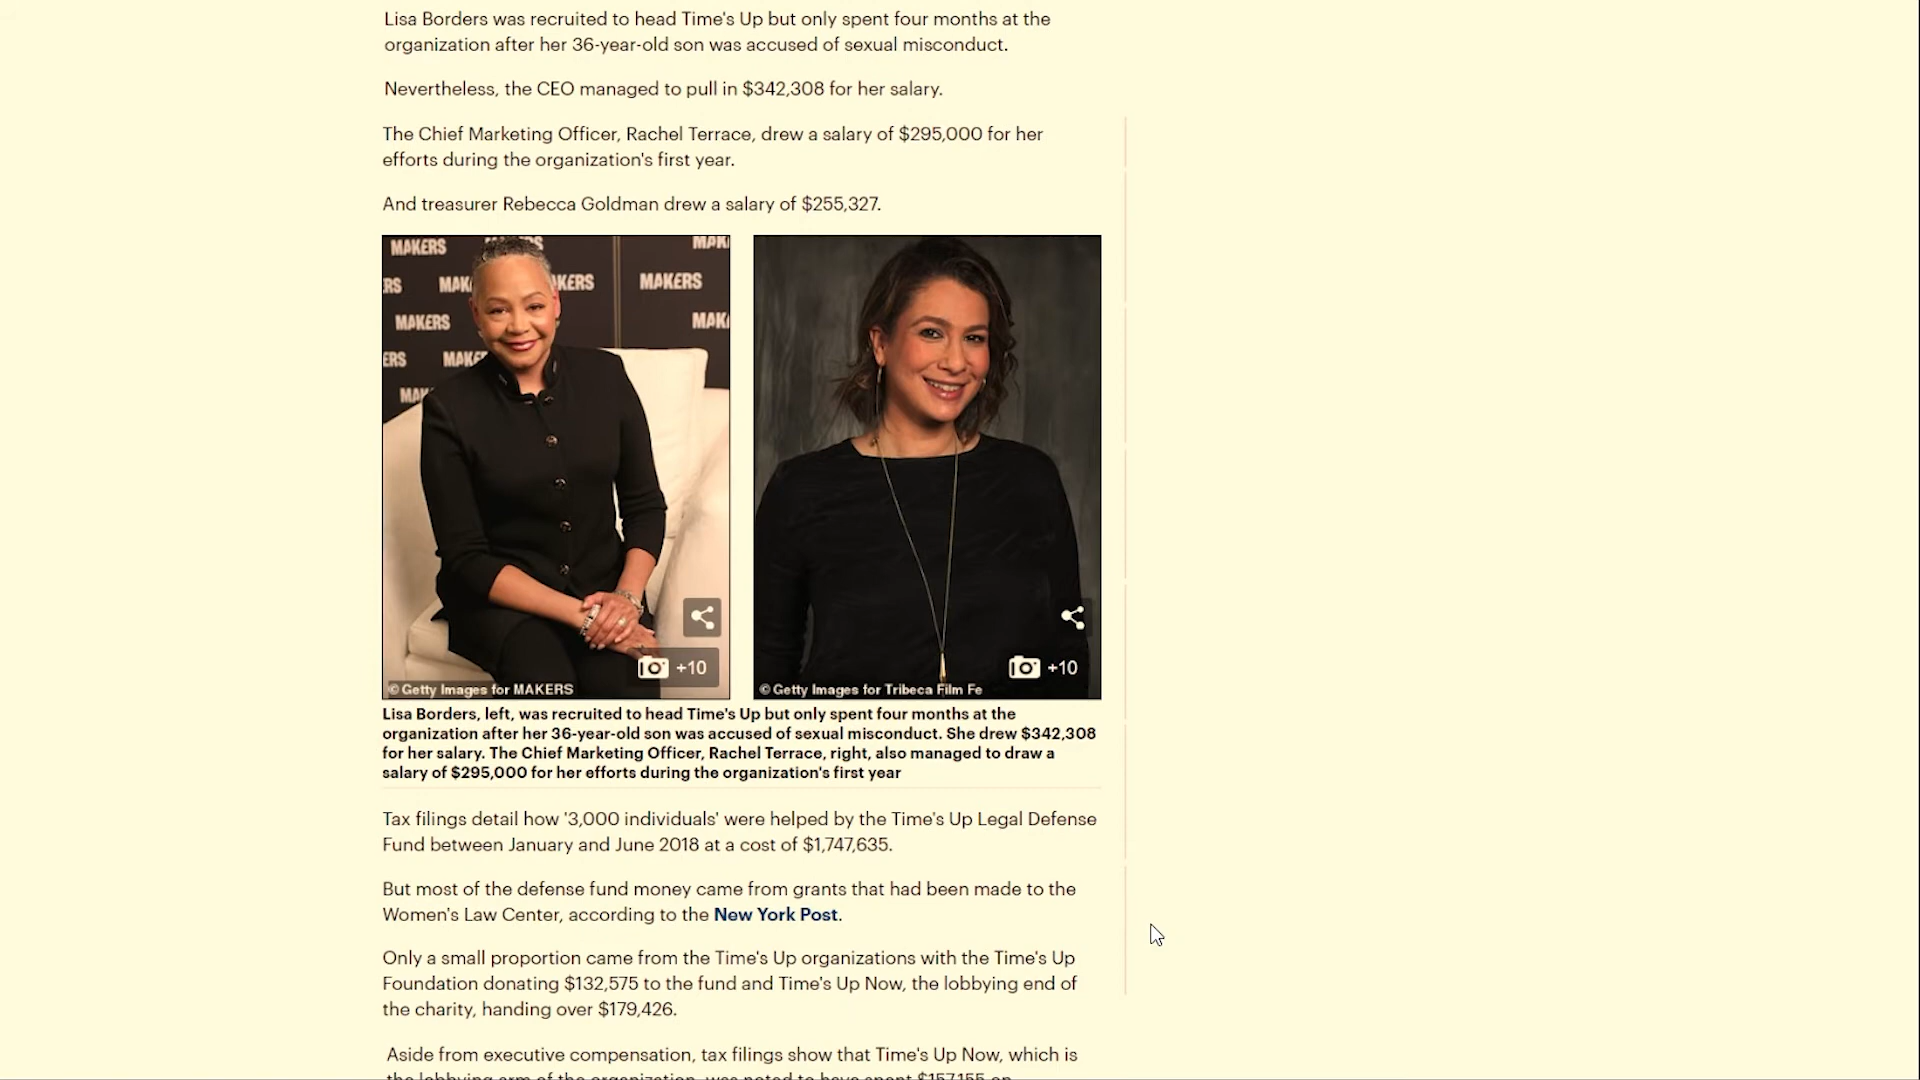 Lisa Borders was recruited to head Time's Up but only spent four months at the
organization after her 36-year-old son was accused of sexual misconduct.
Nevertheless, the CEO managed to pull in $342,308 for her salary.
The Chief Marketing Officer, Rachel Terrace, drew a salary of $295,000 for her
efforts during the organization's first year.
And treasurer Rebecca Goldman drew a salary of $255,327.
MAKERS
MAKERS
MAKERS
MAKERS
+10
+10
© Getty Images for MAKERS
© Getty Images for Tribeca Film Fe
Lisa Borders, left, was recruited to head Time's Up but only spent four months at the
organization after her 36-year-old son was accused of sexual misconduct. She drew $342,308
for her salary. The Chief Marketing Officer, Rachel Terrace, right, also managed to draw a
salary of $295,000 for her efforts during the organization's first year
Tax filings detail how '3,000 individuals' were helped by the Time's Up Legal Defense
Fund between January and June 2018 at a cost of $1,747,635.
But most of the defense fund money came from grants that had been made to the
Women's Law Center, according to the New York Post.
Only a small proportion came from the Time's Up organizations with the Time's Up
Foundation donating $132,575 to the fund and Time's Up Now, the lobbying end of
the charity, handing over $179,426.
Aside from executive compensation, tax filings show that Time's Up Now, which is
the lobbying arm of the organization, was noted to have spent $157,155 on